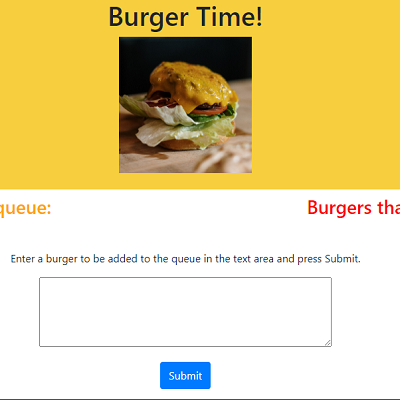 Burger Time!
queue:
Burgers tha
Enter a burger to be added to the queue in the text area and press Submit.
Submit